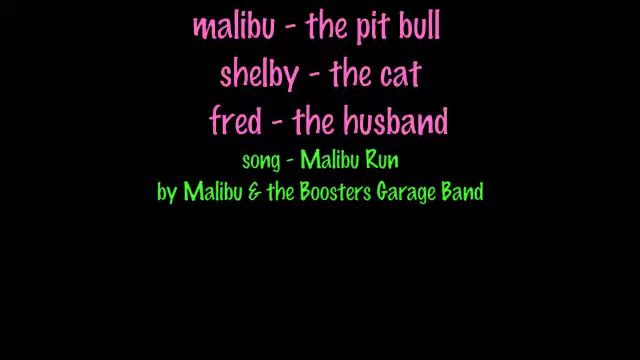 malibu - the pit bull
shelby - the cat
fred - the husband
song - Malibu Run
by Malibu & the Boosters Garage Band